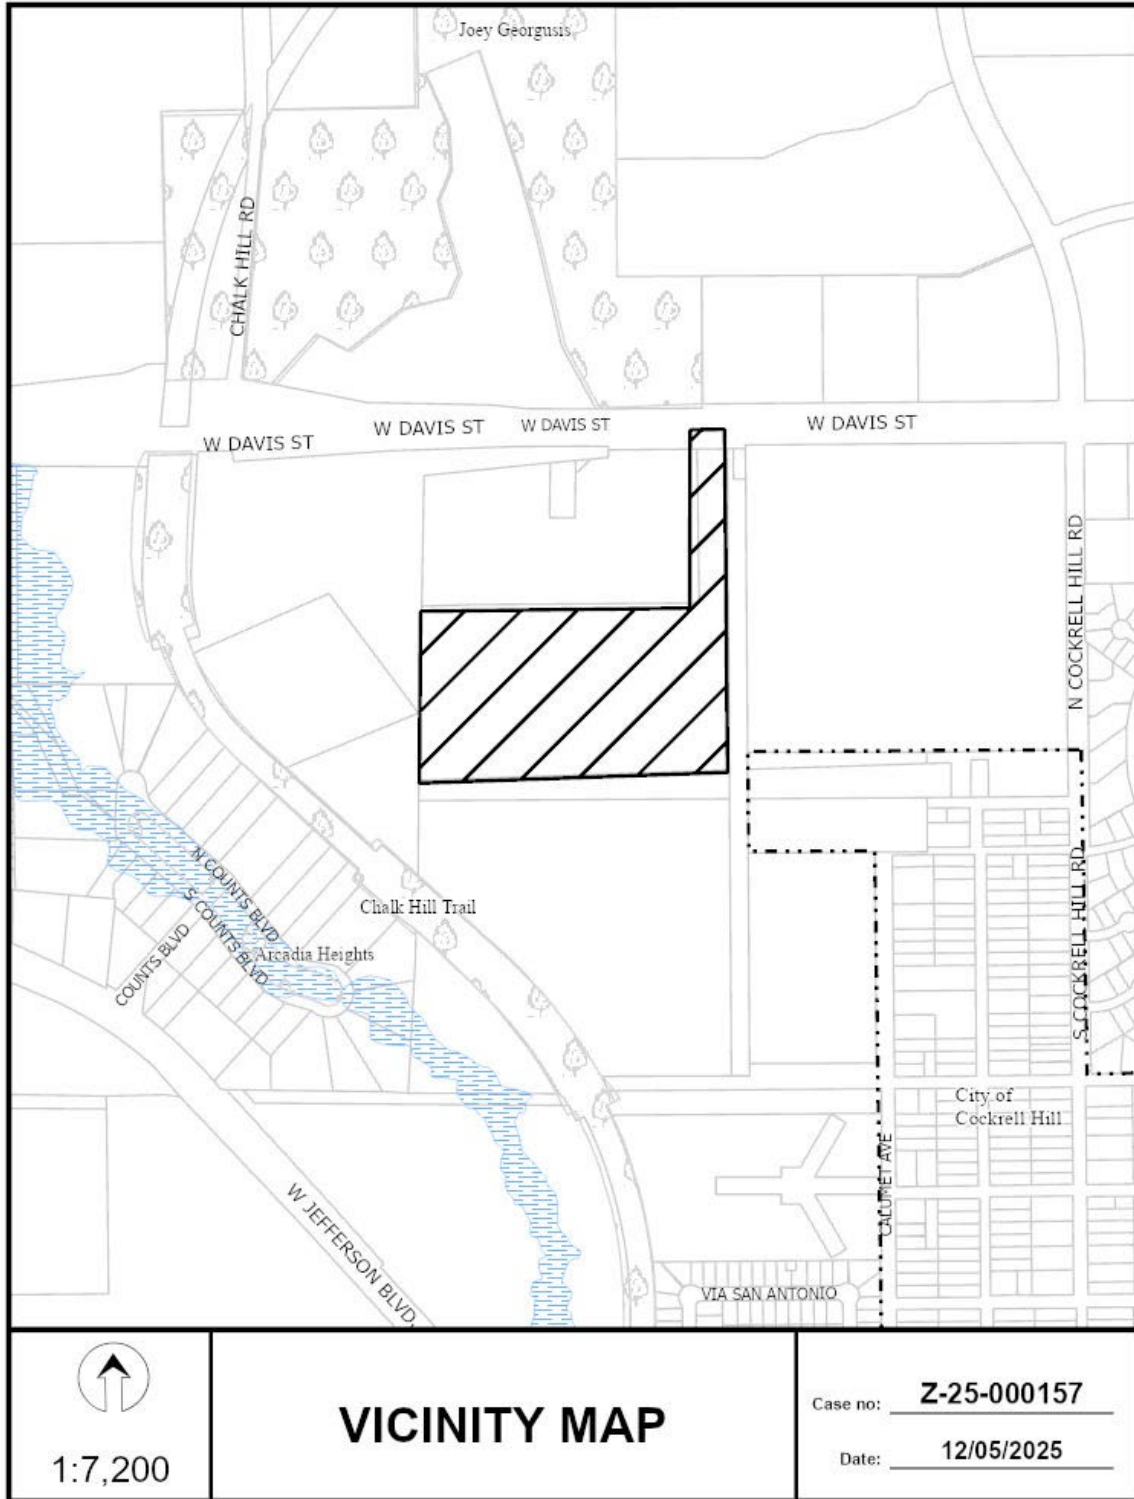 Joey Georgusis
CHALK HILL RD
W DAVIS ST
W DAVIS ST
W DAVIS ST
W DAVIS ST
N COCKRELL HILL RD
N COUNTS BLVD
S COUNTS BLVD
COUNTS BLVD
Chalk Hill Trail
Arcadia Heights
S COCKRELL HILL RD
City of
Cockrell Hill
CALUMET AVE
W JEFFERSON BLVD
VIA SAN ANTONIO
1:7,200
VICINITY MAP
Case no: Z-25-000157
Date: 12/05/2025